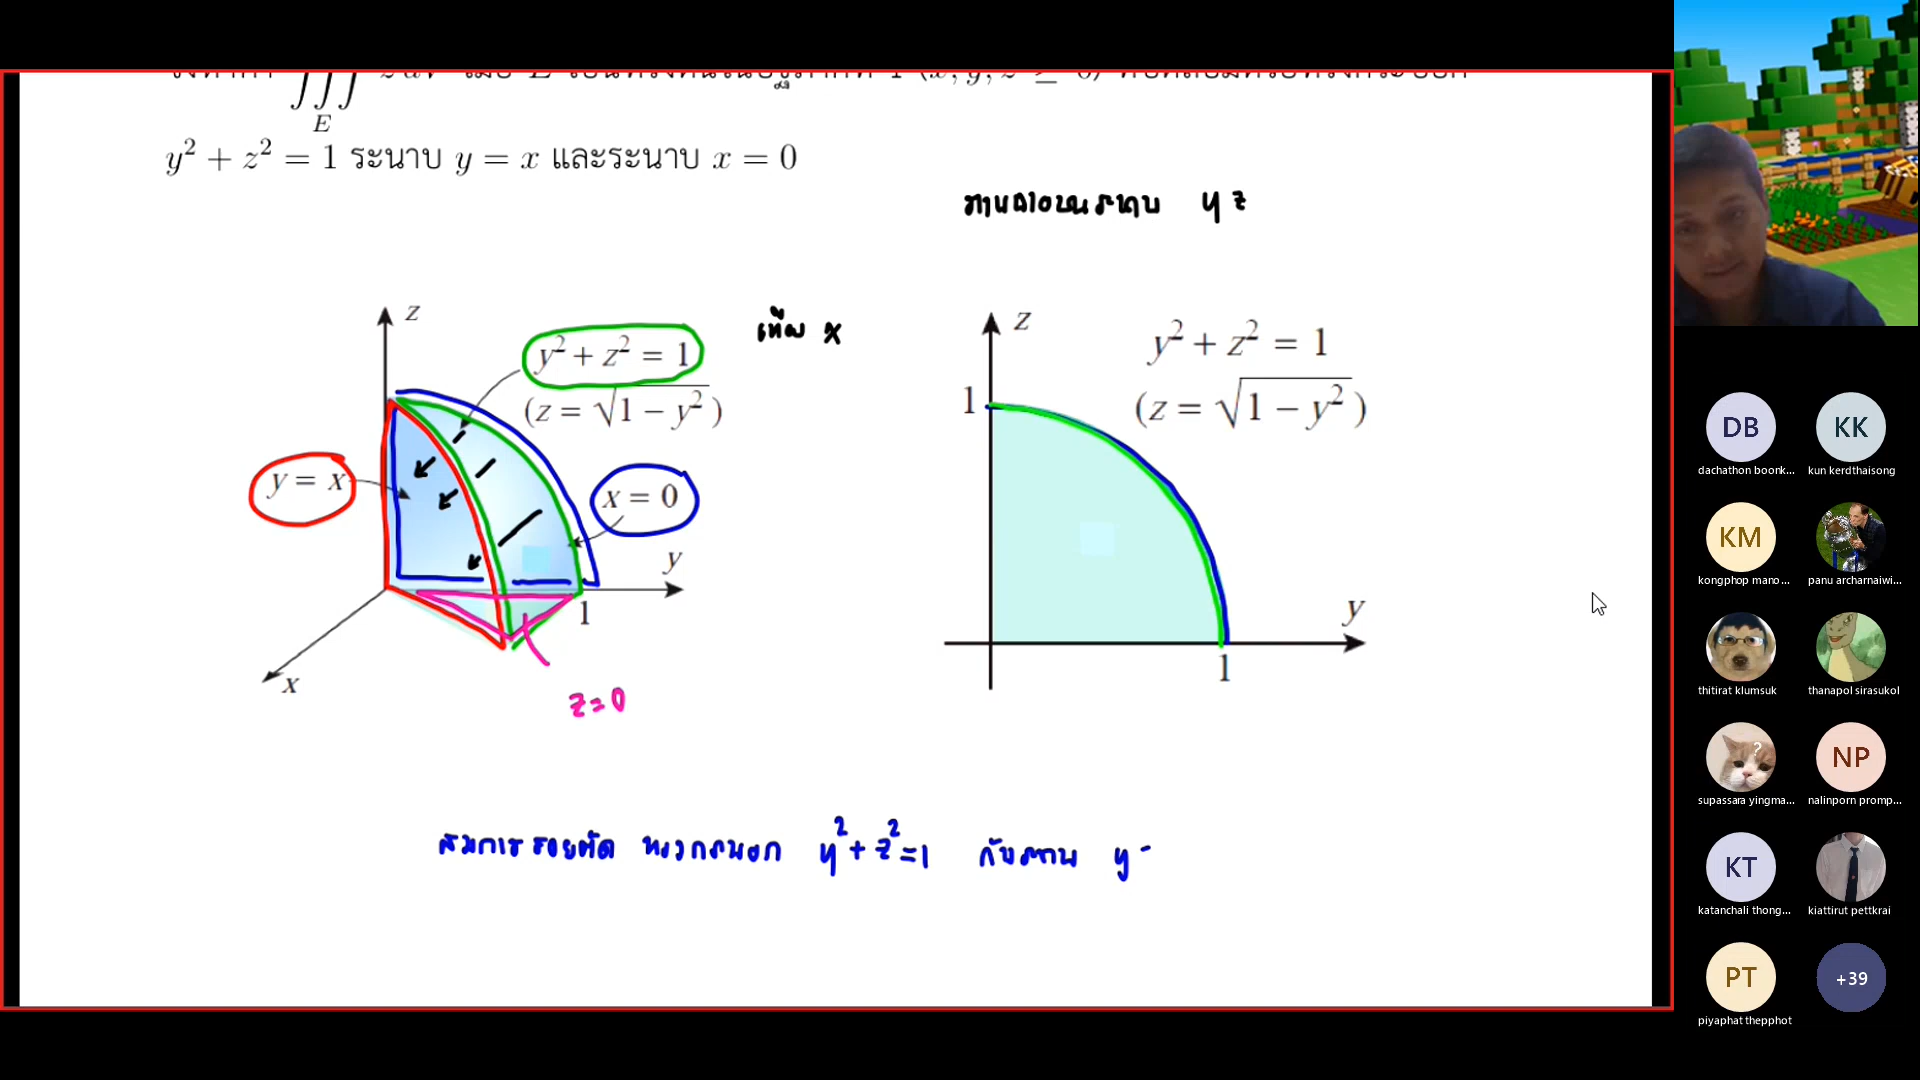 ∭ E
y² + z² = 1 ระนาบ y = x และระนาบ x = 0
ภาพฉายบนระนาบ yz
z
y² + z² = 1
(z = √(1 − y²))
เทียบ x
y = x
x = 0
y
1
x
z = 0
z
1
y² + z² = 1
(z = √(1 − y²))
y
1
สมการรอยตัด ทรงกระบอก y² + z² = 1 กับระนาบ y
DB
dachathon boonk...
KK
kun kerdthaisong
KM
kongphop mano...
panu archarnaiwi...
thitirat klumsuk
thanapol sirasukol
supassara yingma...
NP
nalinporn promp...
KT
katanchali thong...
kiattirut pettkrai
PT
piyaphat thepphot
+39